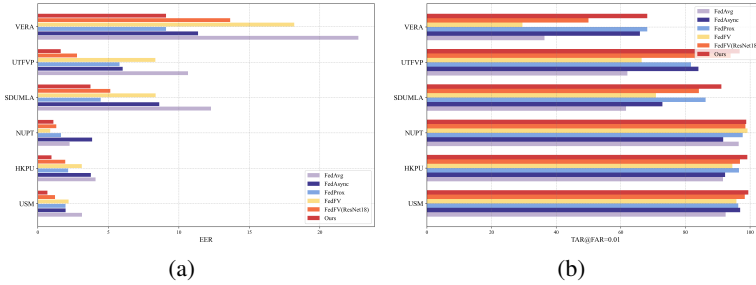 VERA
UTFVP
SDUMLA
NUPT
HKPU
USM
FedAvg
FedAsync
FedProx
FedFV
FedFV(ResNet18)
Ours
0
5
10
15
20
EER
(a)
VERA
UTFVP
SDUMLA
NUPT
HKPU
USM
FedAvg
FedAsync
FedProx
FedFV
FedFV(ResNet18)
Ours
0
20
40
60
80
100
TAR@FAR=0.01
(b)